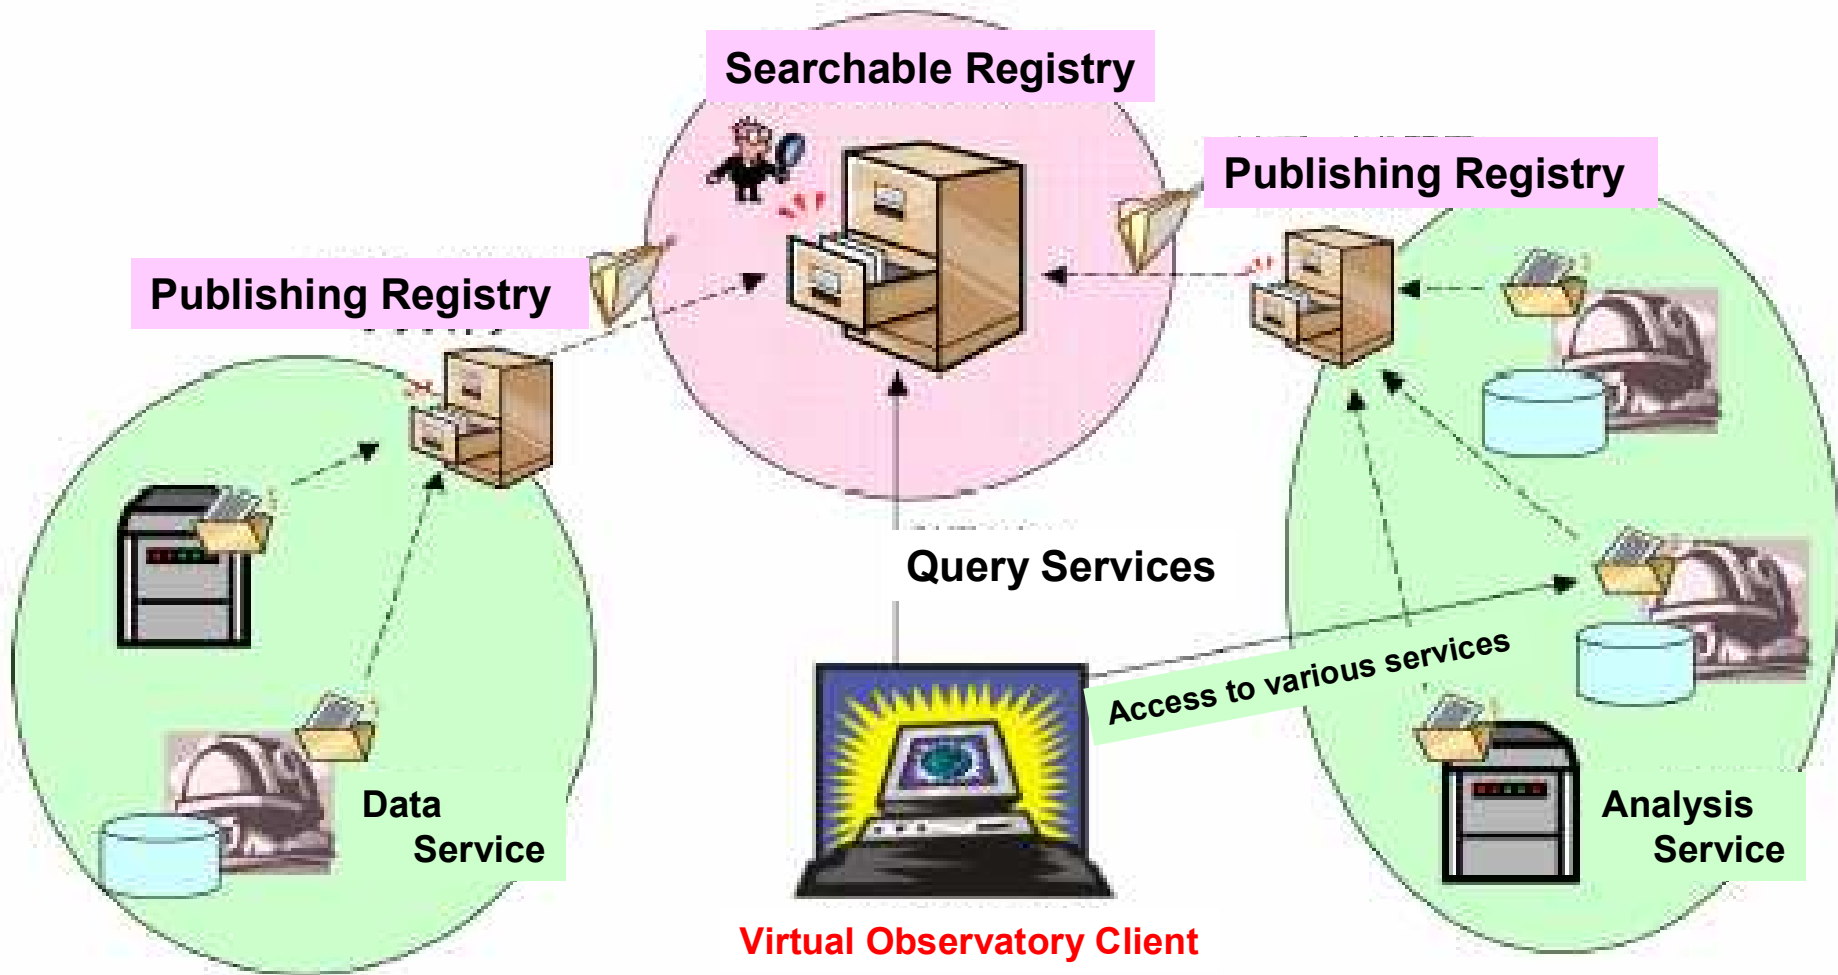 Searchable Registry
Publishing Registry
Publishing Registry
Query Services
Access to various services
Data
Service
Analysis
Service
Virtual Observatory Client